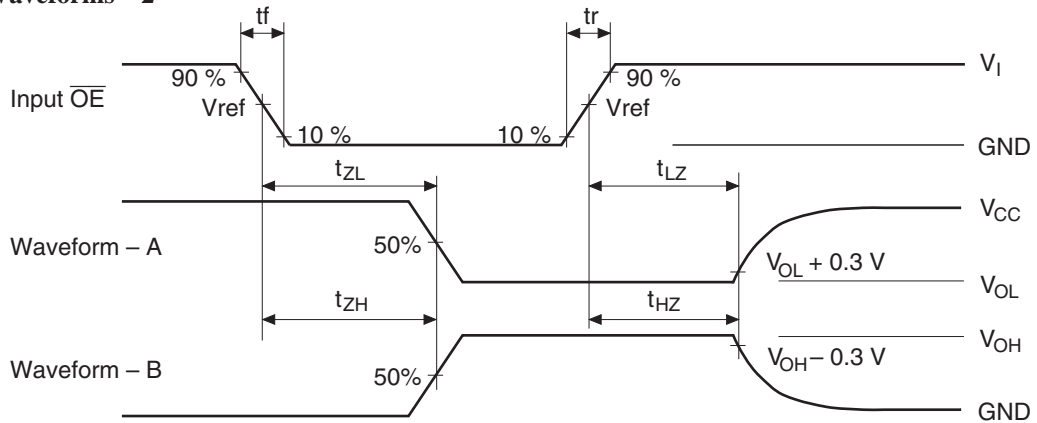 Waveforms – 2
tf
tr
90 %
90 %
V_I
Input O̅E̅
Vref
Vref
10 %
10 %
GND
t_ZL
t_LZ
V_CC
Waveform – A
50%
V_OL + 0.3 V
V_OL
t_ZH
t_HZ
V_OH
Waveform – B
50%
V_OH – 0.3 V
GND